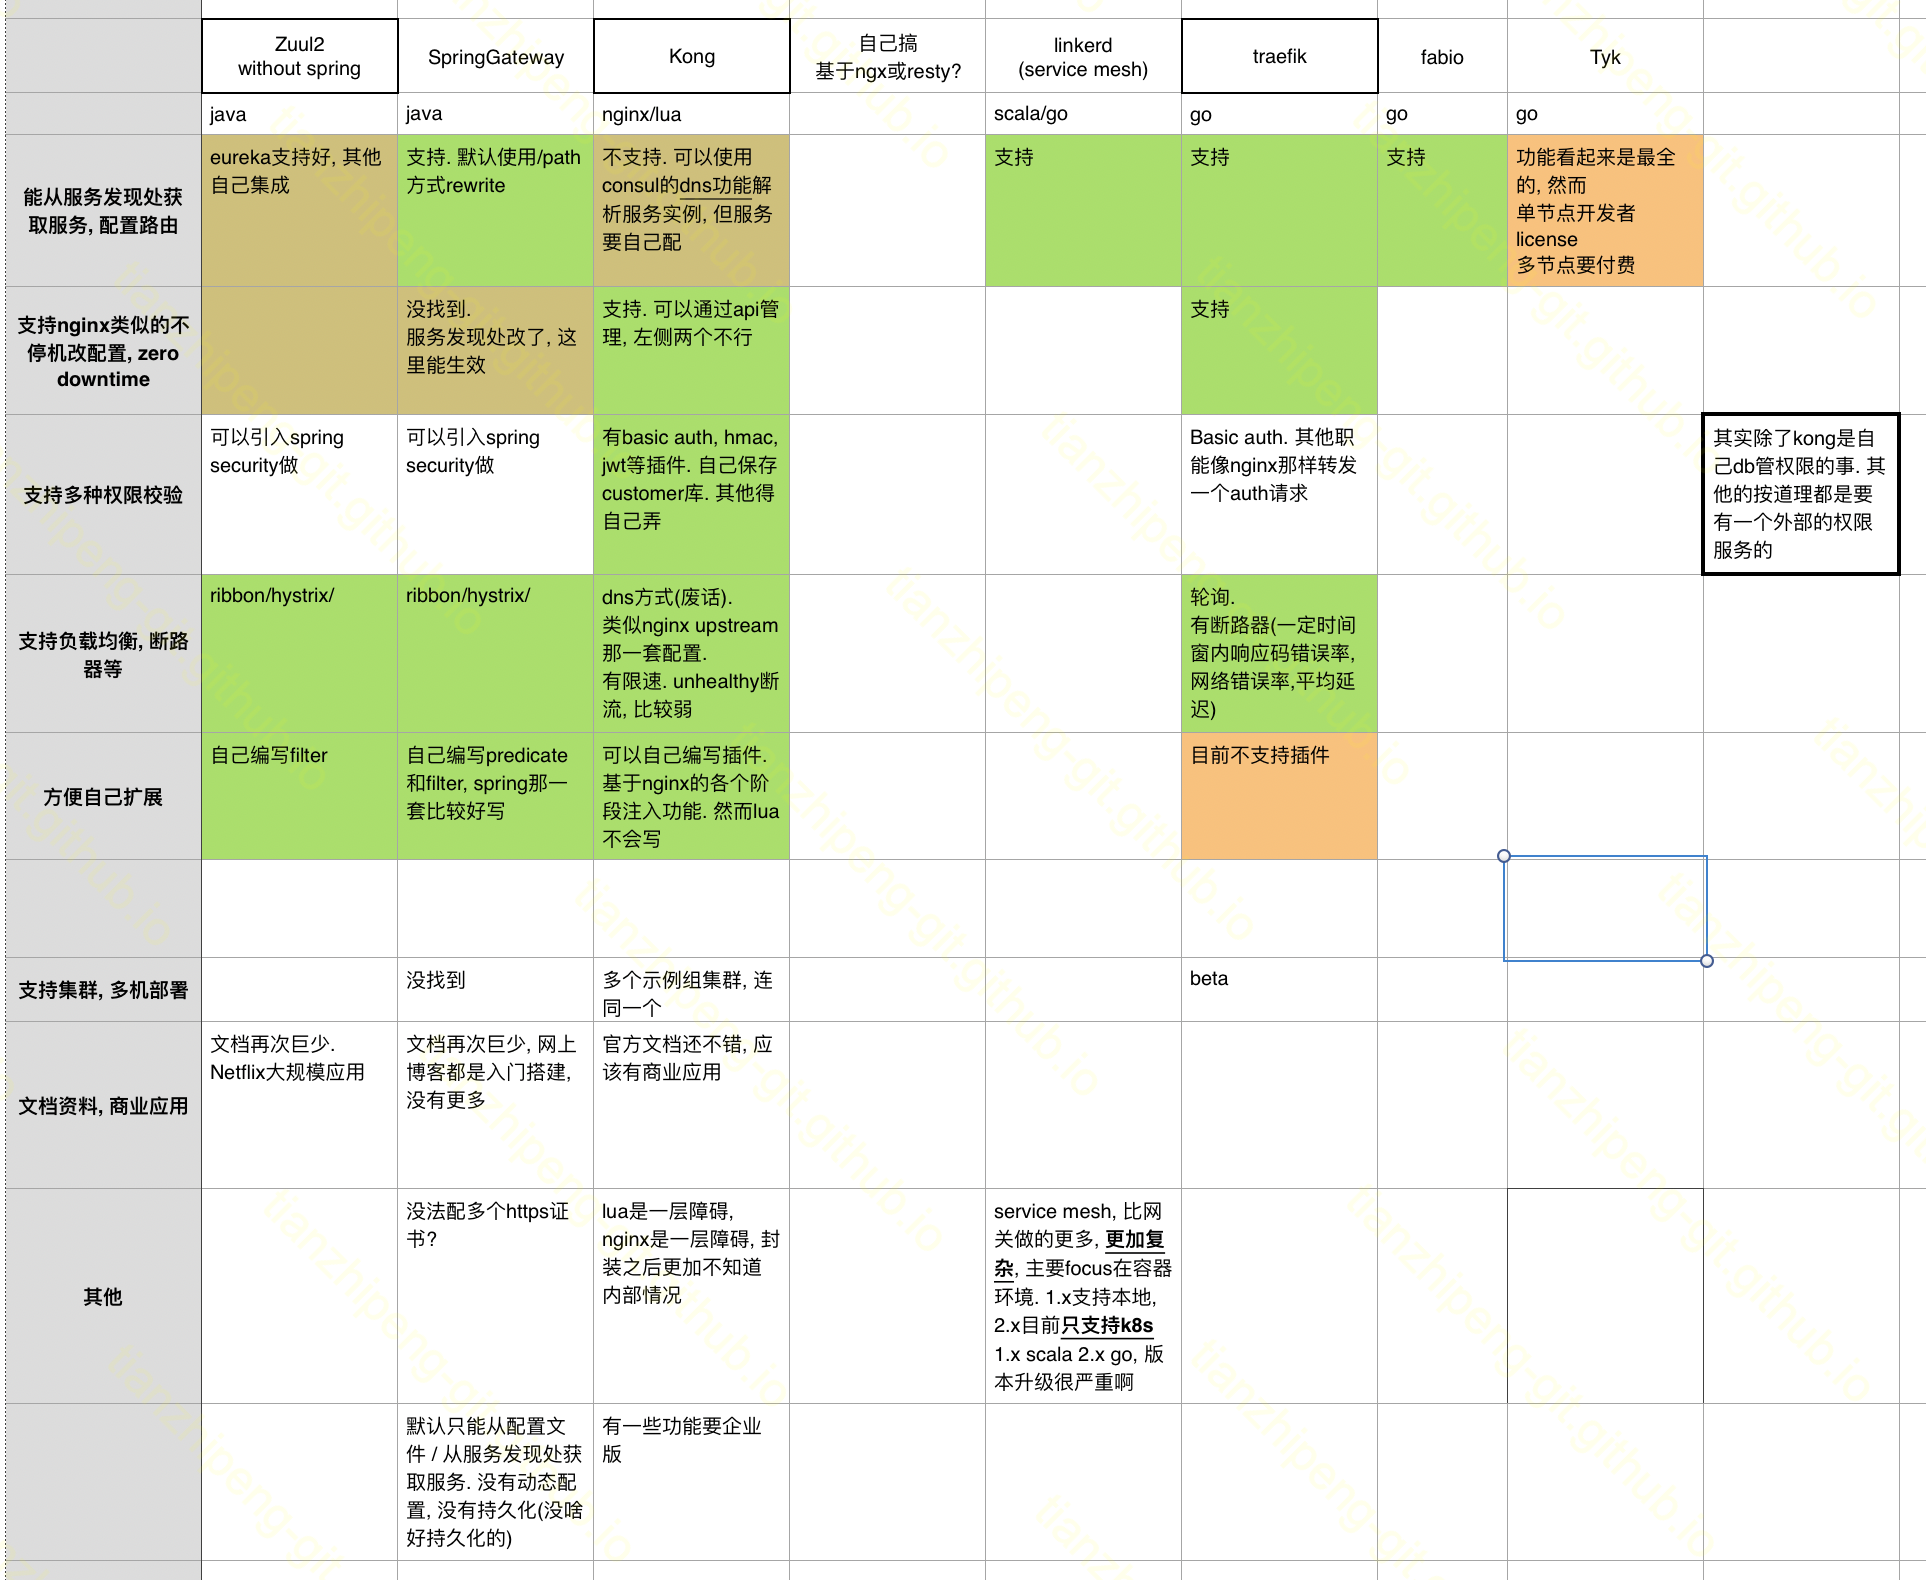 Zuul2
without spring
SpringGateway
Kong
自己搞
基于ngx或resty?
linkerd
(service mesh)
traefik
fabio
Tyk
java
java
nginx/lua
scala/go
go
go
go
能从服务发现处获
取服务, 配置路由
eureka支持好, 其他
自己集成
支持. 默认使用/path
方式rewrite
不支持. 可以使用
consul的dns功能解
析服务实例, 但服务
要自己配
支持
支持
支持
功能看起来是最全
的, 然而
单节点开发者
license
多节点要付费
支持nginx类似的不
停机改配置, zero
downtime
没找到.
服务发现处改了, 这
里能生效
支持. 可以通过api管
理, 左侧两个不行
支持
支持多种权限校验
可以引入spring
security做
可以引入spring
security做
有basic auth, hmac,
jwt等插件. 自己保存
customer库. 其他得
自己弄
Basic auth. 其他职
能像nginx那样转发
一个auth请求
其实除了kong是自
己db管权限的事. 其
他的按道理都是要
有一个外部的权限
服务的
支持负载均衡, 断路
器等
ribbon/hystrix/
ribbon/hystrix/
dns方式(废话).
类似nginx upstream
那一套配置.
有限速. unhealthy断
流, 比较弱
轮询.
有断路器(一定时间
窗内响应码错误率,
网络错误率,平均延
迟)
方便自己扩展
自己编写filter
自己编写predicate
和filter, spring那一
套比较好写
可以自己编写插件.
基于nginx的各个阶
段注入功能. 然而lua
不会写
目前不支持插件
支持集群, 多机部署
没找到
多个示例组集群, 连
同一个
beta
文档资料, 商业应用
文档再次巨少.
Netflix大规模应用
文档再次巨少, 网上
博客都是入门搭建,
没有更多
官方文档还不错, 应
该有商业应用
其他
没法配多个https证
书?
lua是一层障碍,
nginx是一层障碍, 封
装之后更加不知道
内部情况
service mesh, 比网
关做的更多, 更加复
杂, 主要focus在容器
环境. 1.x支持本地,
2.x目前只支持k8s
1.x scala 2.x go, 版
本升级很严重啊
默认只能从配置文
件 / 从服务发现处获
取服务. 没有动态配
置, 没有持久化(没啥
好持久化的)
有一些功能要企业
版
tianzhipeng-git.github.io